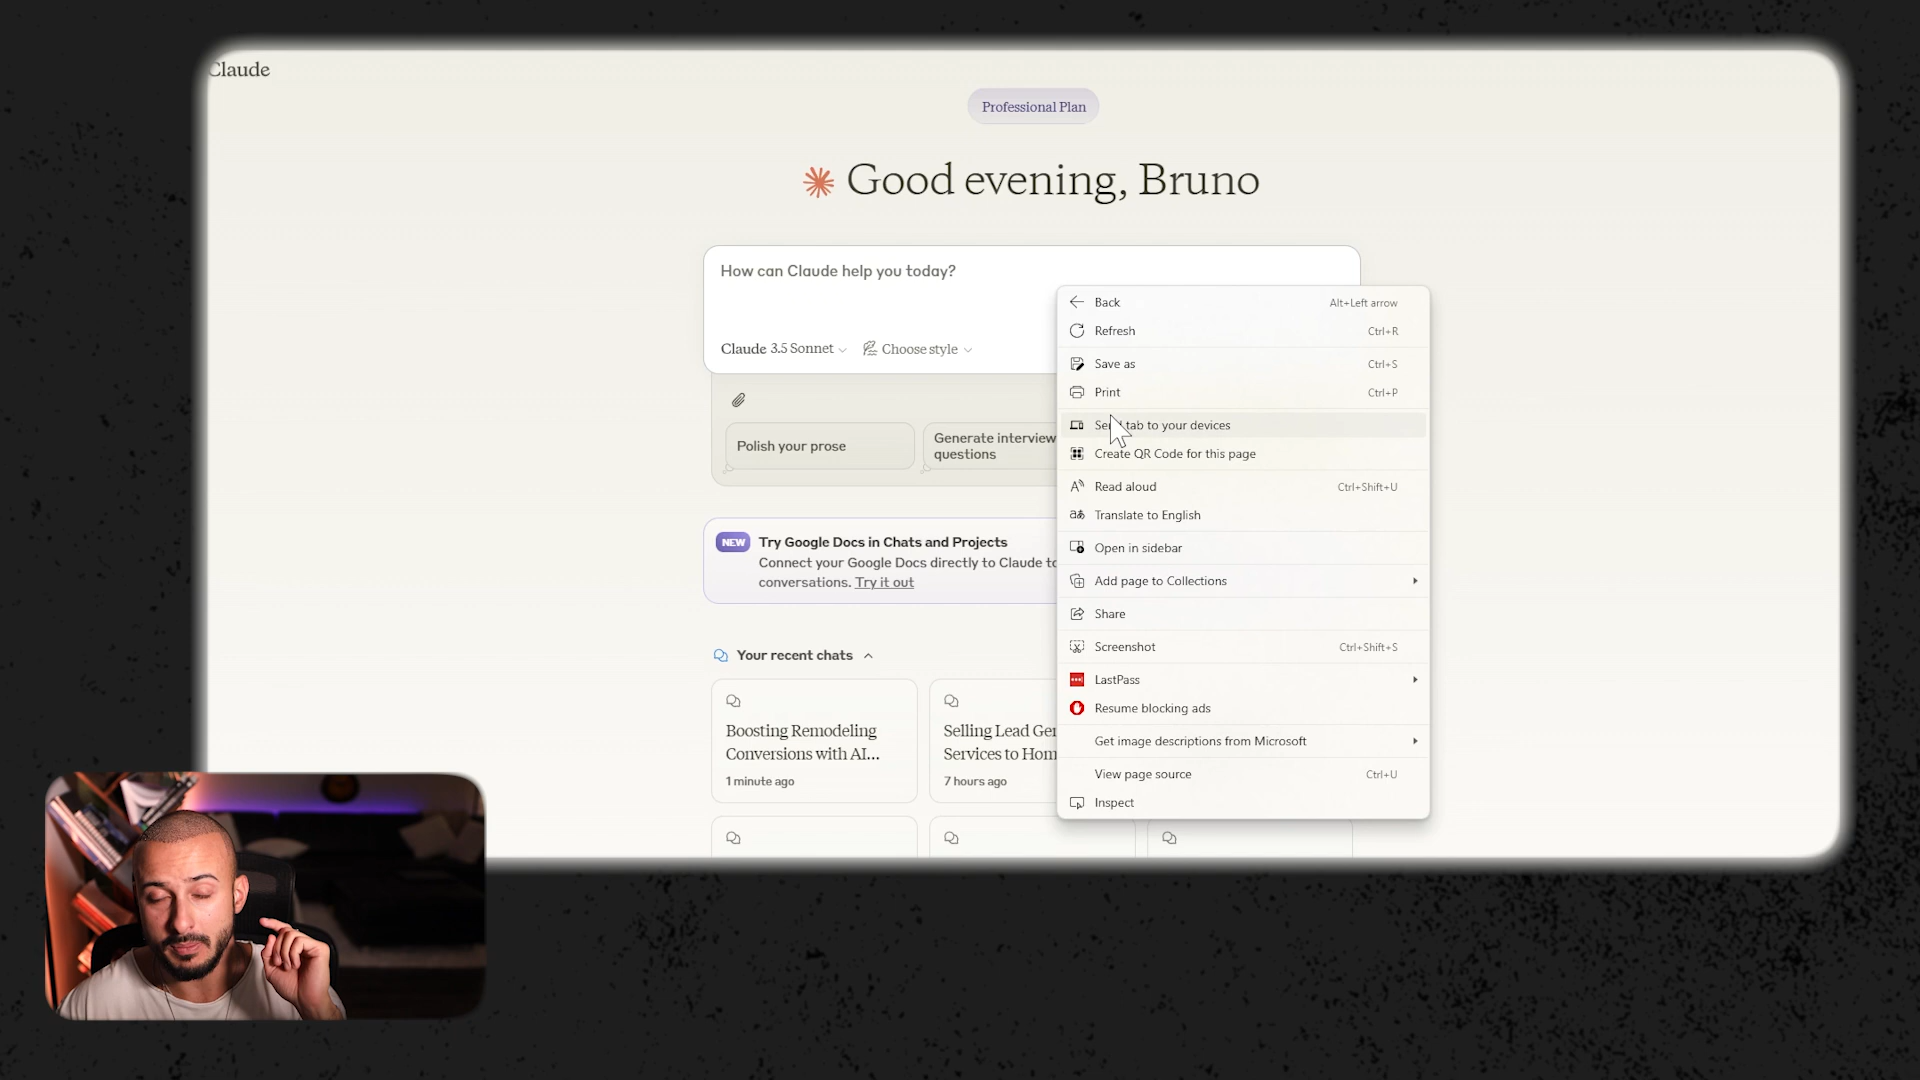 Claude
Professional Plan
Good evening, Bruno
How can Claude help you today?
Claude 3.5 Sonnet
Choose style
Polish your prose
Generate interview
questions
NEW
Try Google Docs in Chats and Projects
Connect your Google Docs directly to Claude
conversations. Try it out
Your recent chats
Boosting Remodeling
Conversions with AI...
1 minute ago
Selling Lead Ger
Services to Hom
7 hours ago
Back Alt+Left arrow
Refresh Ctrl+R
Save as Ctrl+S
Print Ctrl+P
tab to your devices
Create QR Code for this page
Read aloud Ctrl+Shift+U
Translate to English
Open in sidebar
Add page to Collections
Share
Screenshot Ctrl+Shift+S
LastPass
Resume blocking ads
Get image descriptions from Microsoft
View page source Ctrl+U
Inspect